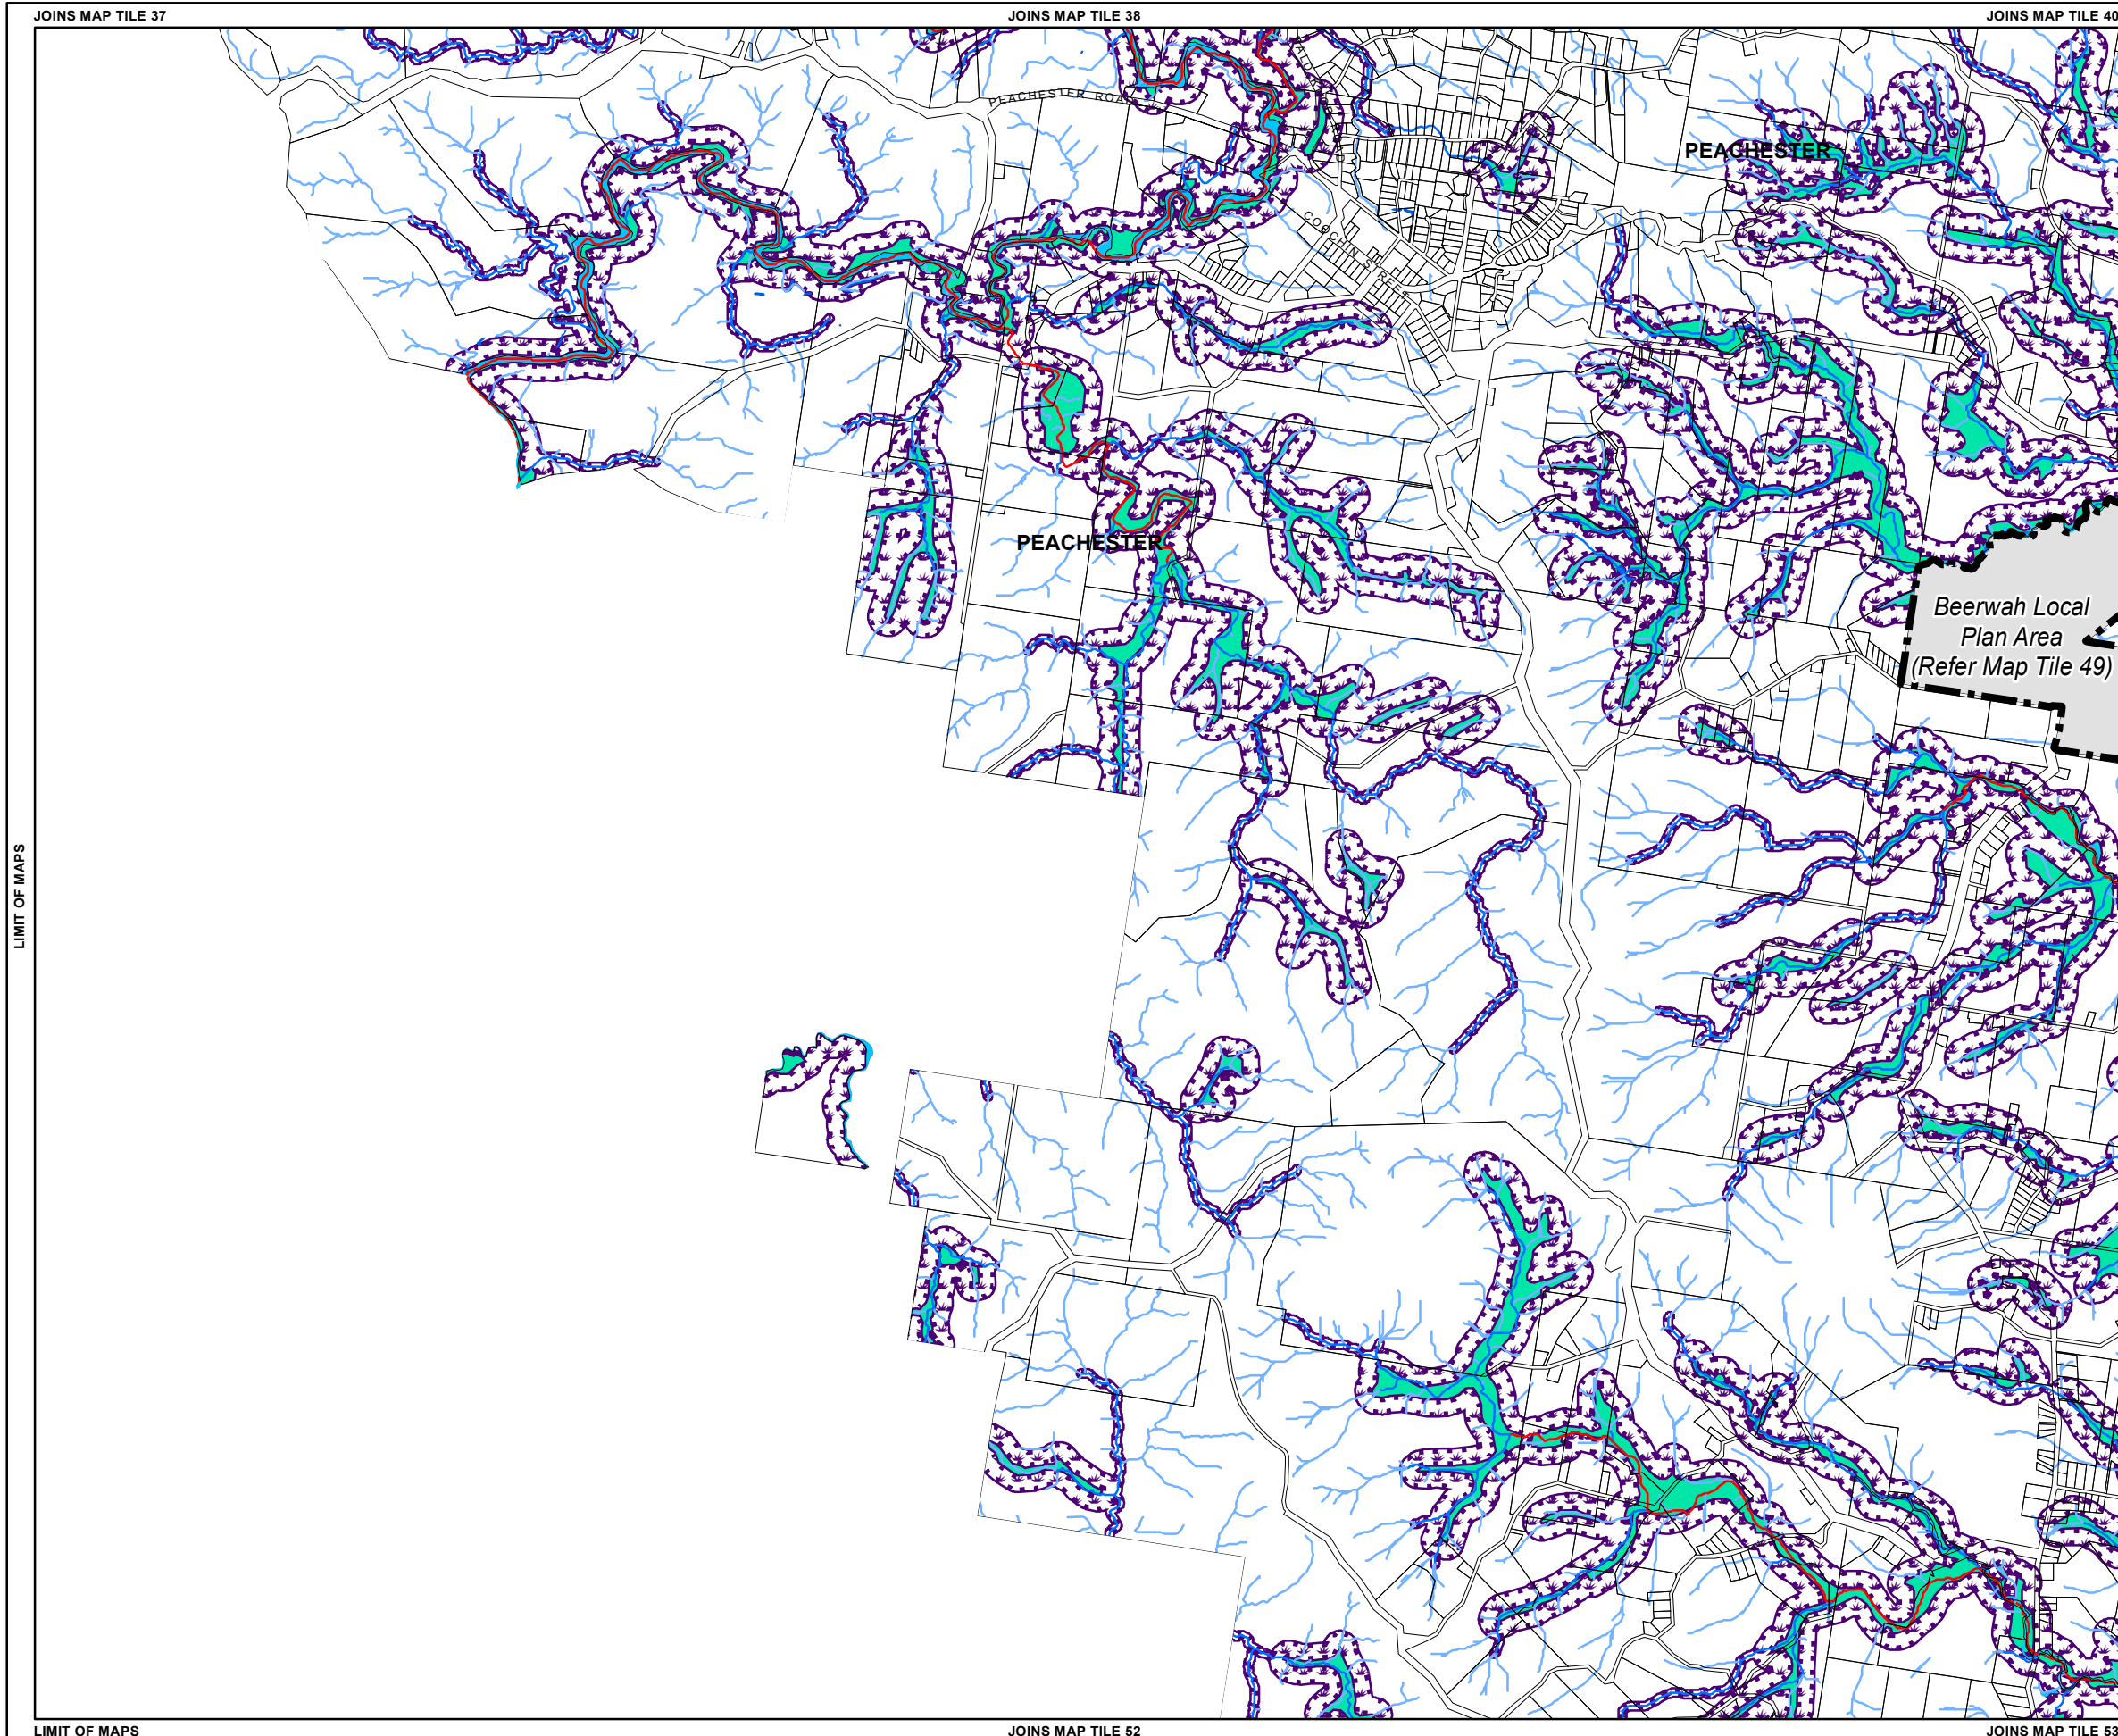 JOINS MAP TILE 37
JOINS MAP TILE 38
JOINS MAP TILE 40
PEACHESTER ROAD
PEACHESTER
COOCHIN STREET
PEACHESTER
Beerwah Local
Plan Area
(Refer Map Tile 49)
LIMIT OF MAPS
LIMIT OF MAPS
JOINS MAP TILE 52
JOINS MAP TILE 53